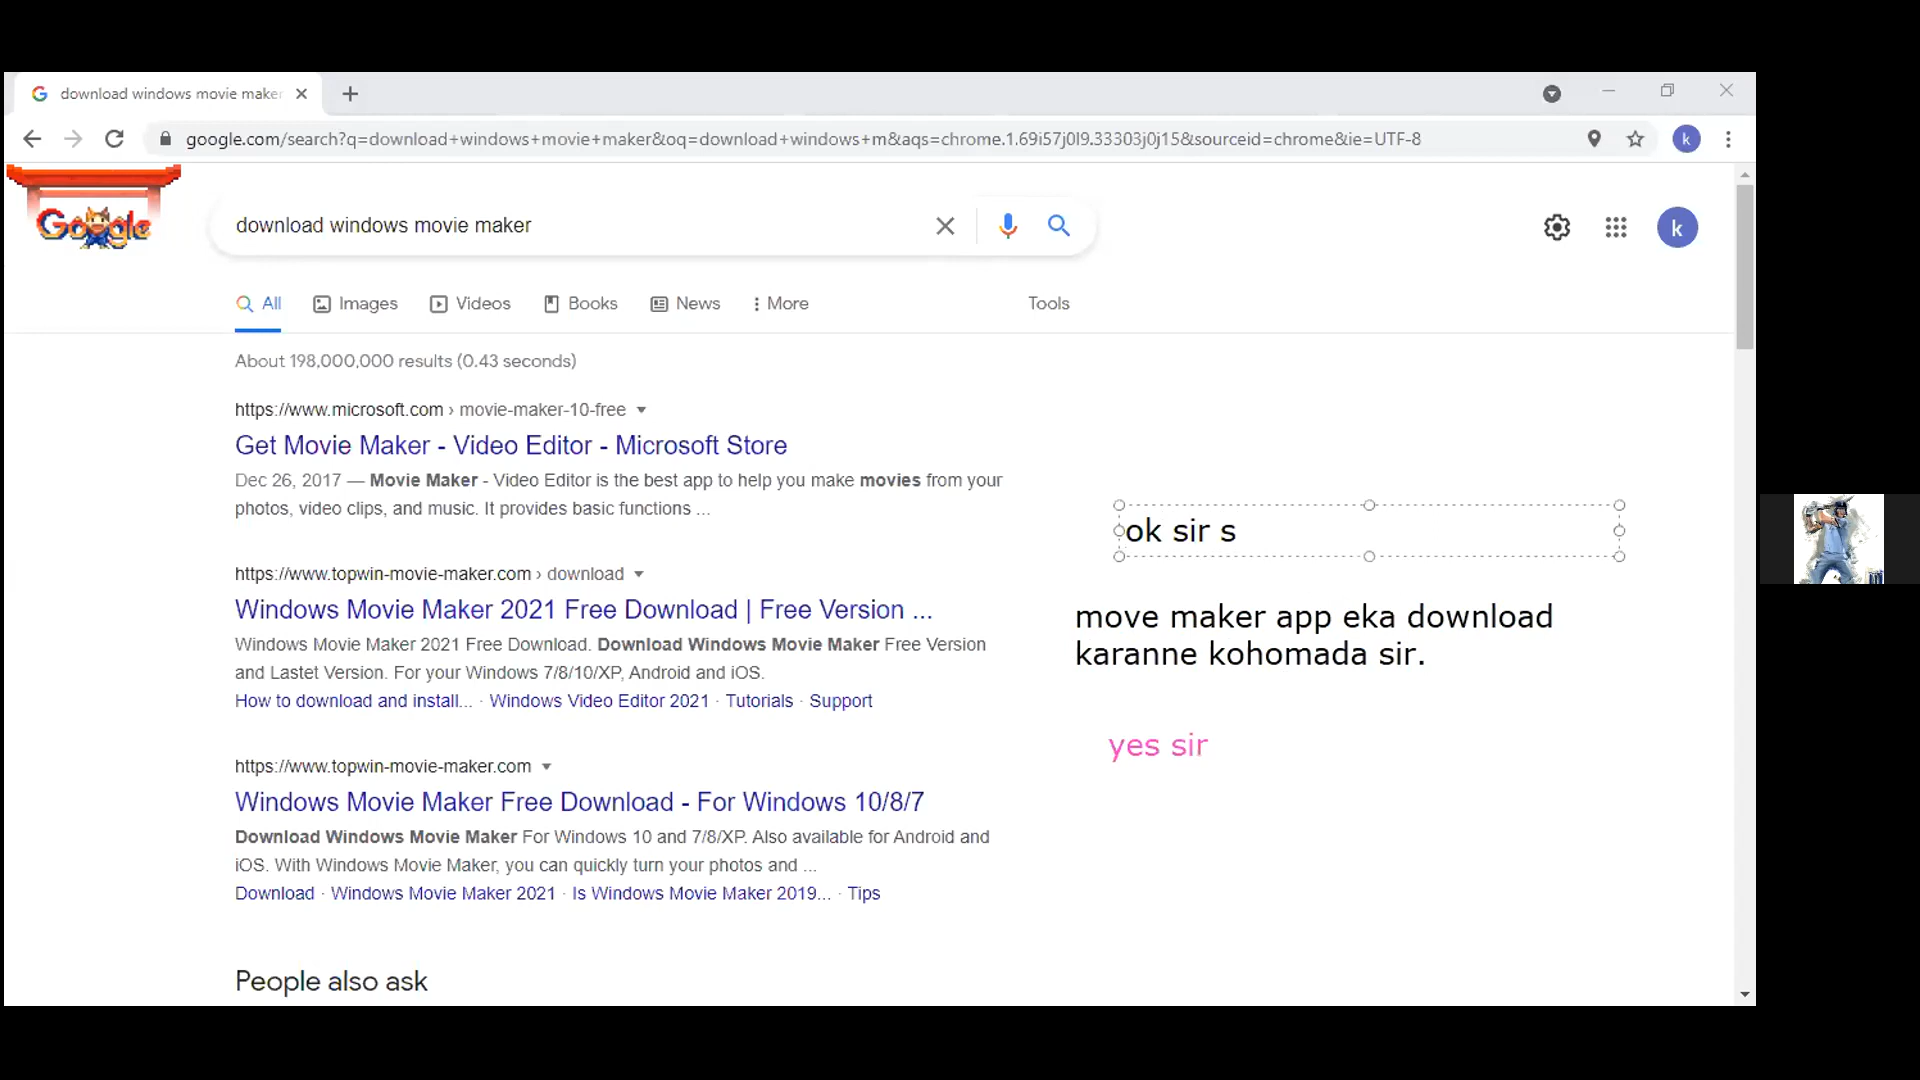 download windows movie maker
google.com/search?q=download+windows+movie+maker&oq=download+windows+m&aqs=chrome.1.69i57j0l9.33303j0j15&sourceid=chrome&ie=UTF-8
k
Google
download windows movie maker
k
All
Images
Videos
Books
News
More
Tools
About 198,000,000 results (0.43 seconds)
https://www.microsoft.com › movie-maker-10-free
Get Movie Maker - Video Editor - Microsoft Store
Dec 26, 2017 — Movie Maker - Video Editor is the best app to help you make movies from your
photos, video clips, and music. It provides basic functions ...
https://www.topwin-movie-maker.com › download
Windows Movie Maker 2021 Free Download | Free Version ...
Windows Movie Maker 2021 Free Download. Download Windows Movie Maker Free Version
and Lastet Version. For your Windows 7/8/10/XP, Android and iOS.
How to download and install... · Windows Video Editor 2021 · Tutorials · Support
https://www.topwin-movie-maker.com
Windows Movie Maker Free Download - For Windows 10/8/7
Download Windows Movie Maker For Windows 10 and 7/8/XP. Also available for Android and
iOS. With Windows Movie Maker, you can quickly turn your photos and ...
Download · Windows Movie Maker 2021 · Is Windows Movie Maker 2019... · Tips
People also ask
ok sir s
move maker app eka download
karanne kohomada sir.
yes sir